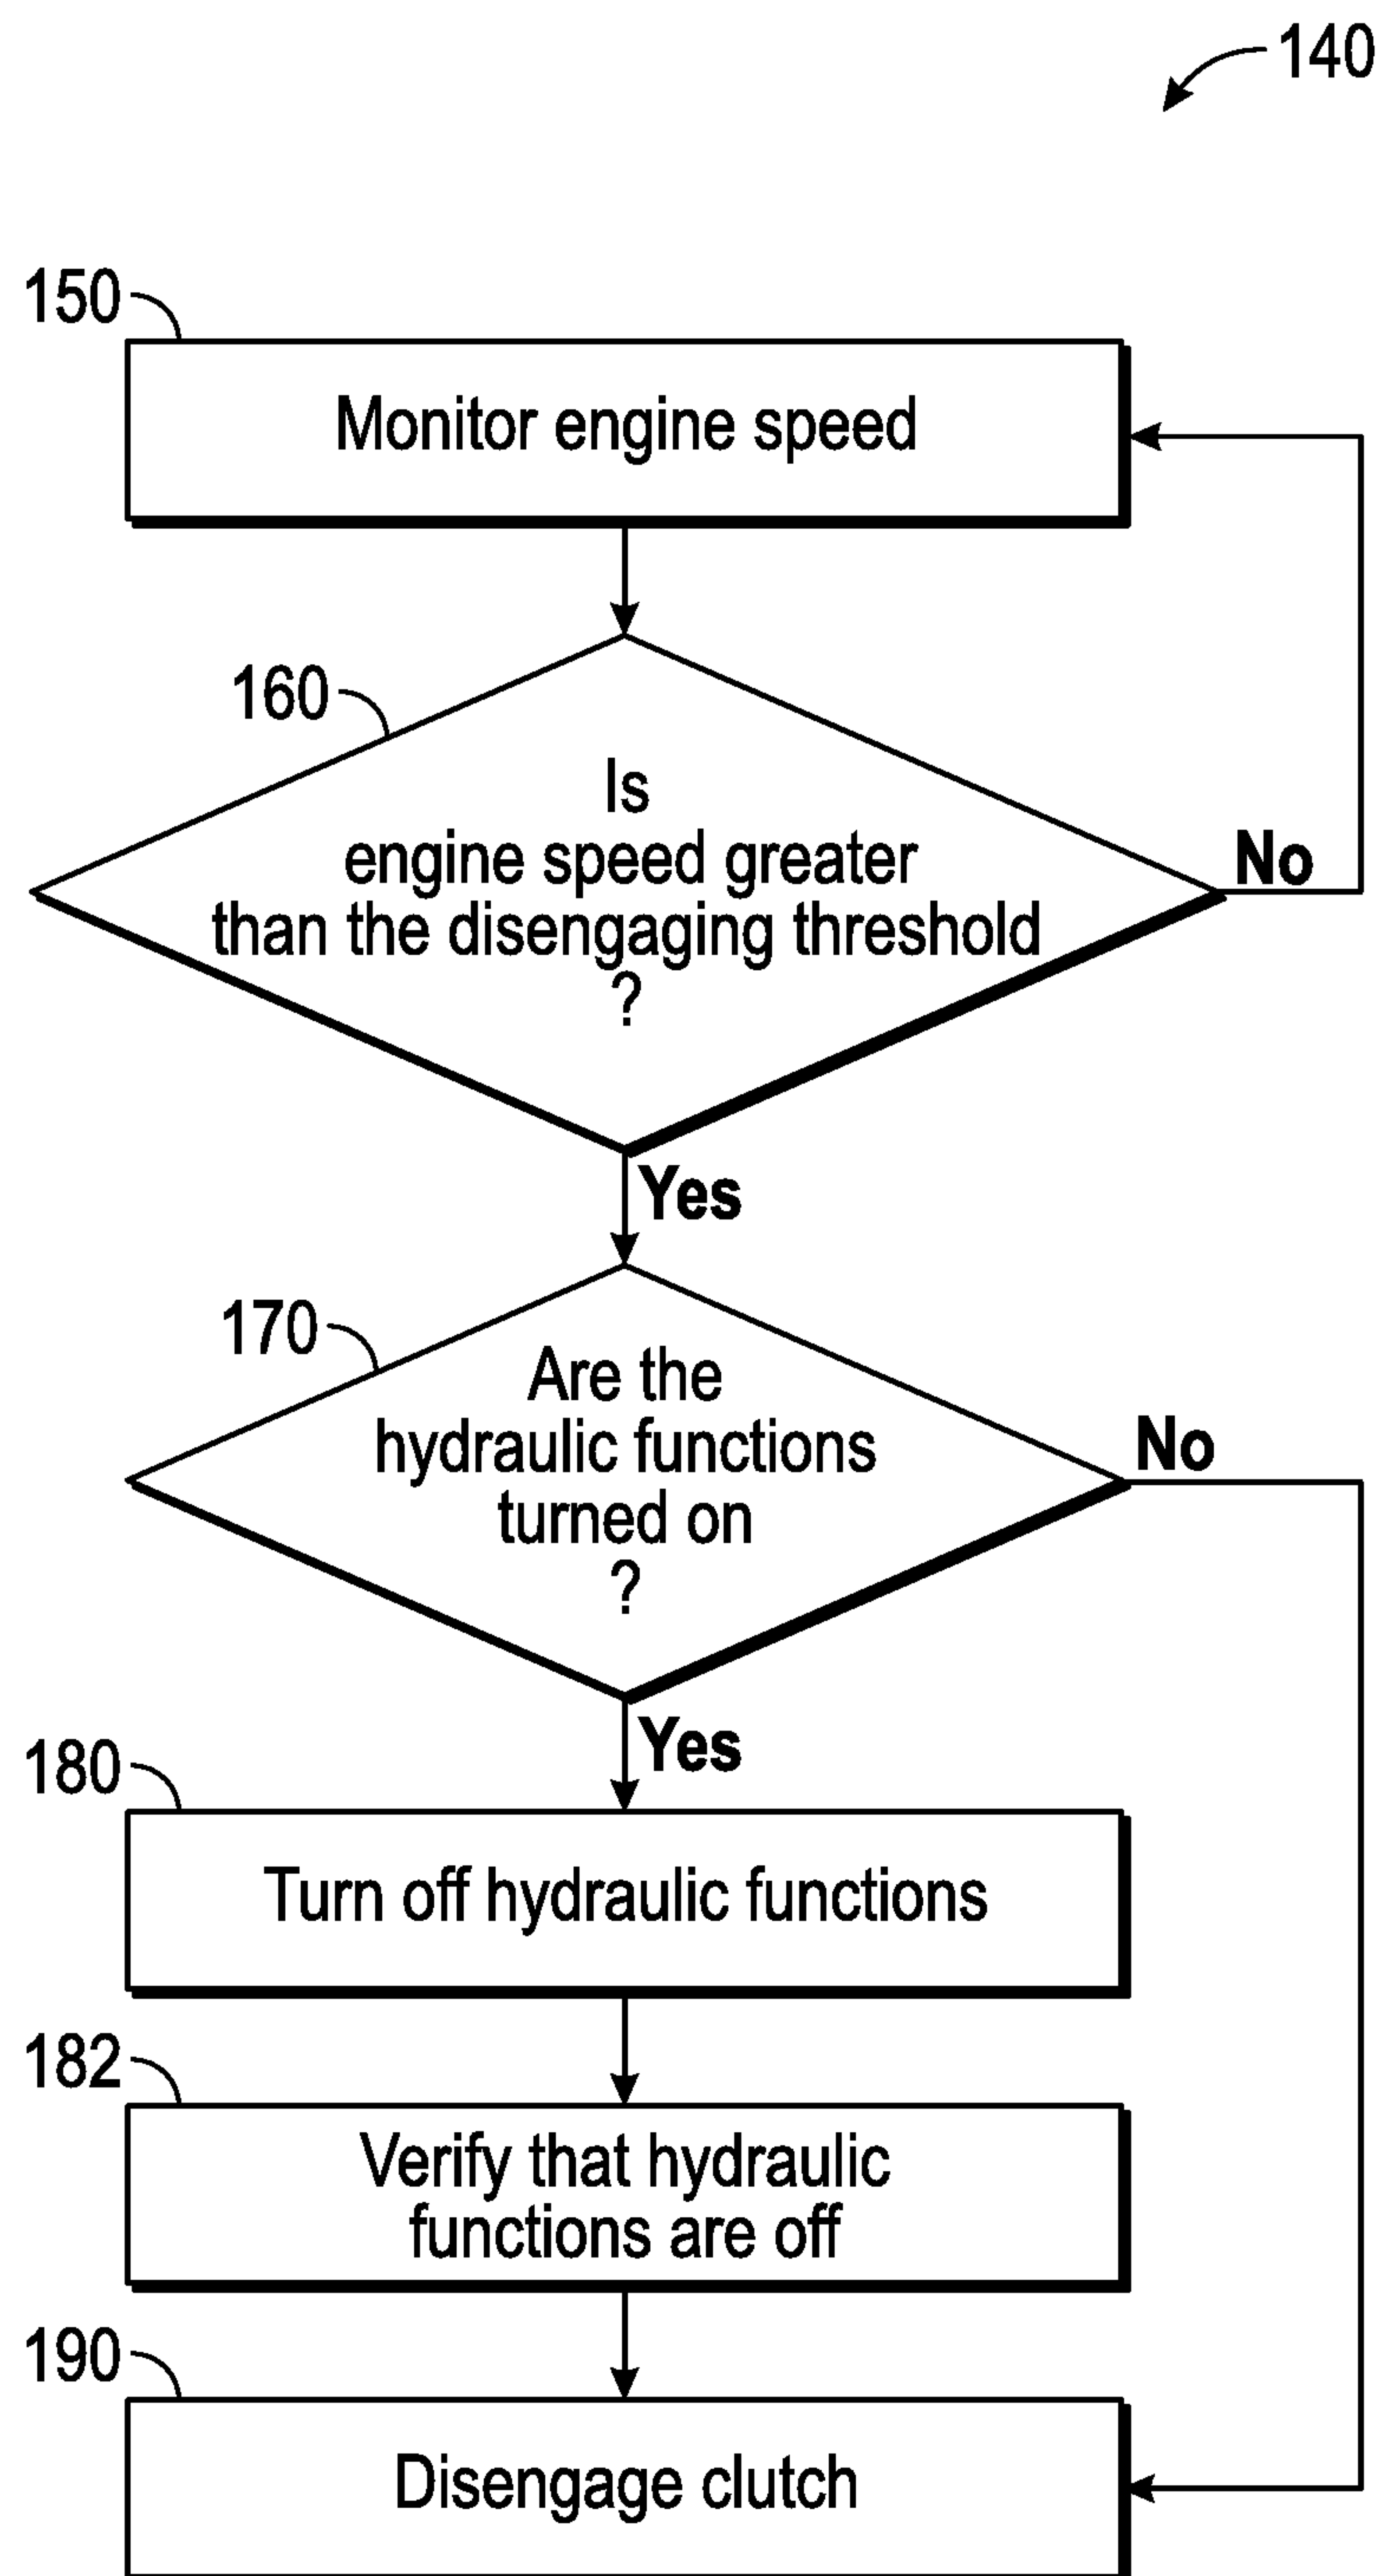 140
150
Monitor engine speed
160
Is
engine speed greater
than the disengaging threshold
?
No
Yes
170
Are the
hydraulic functions
turned on
?
No
Yes
180
Turn off hydraulic functions
182
Verify that hydraulic
functions are off
190
Disengage clutch